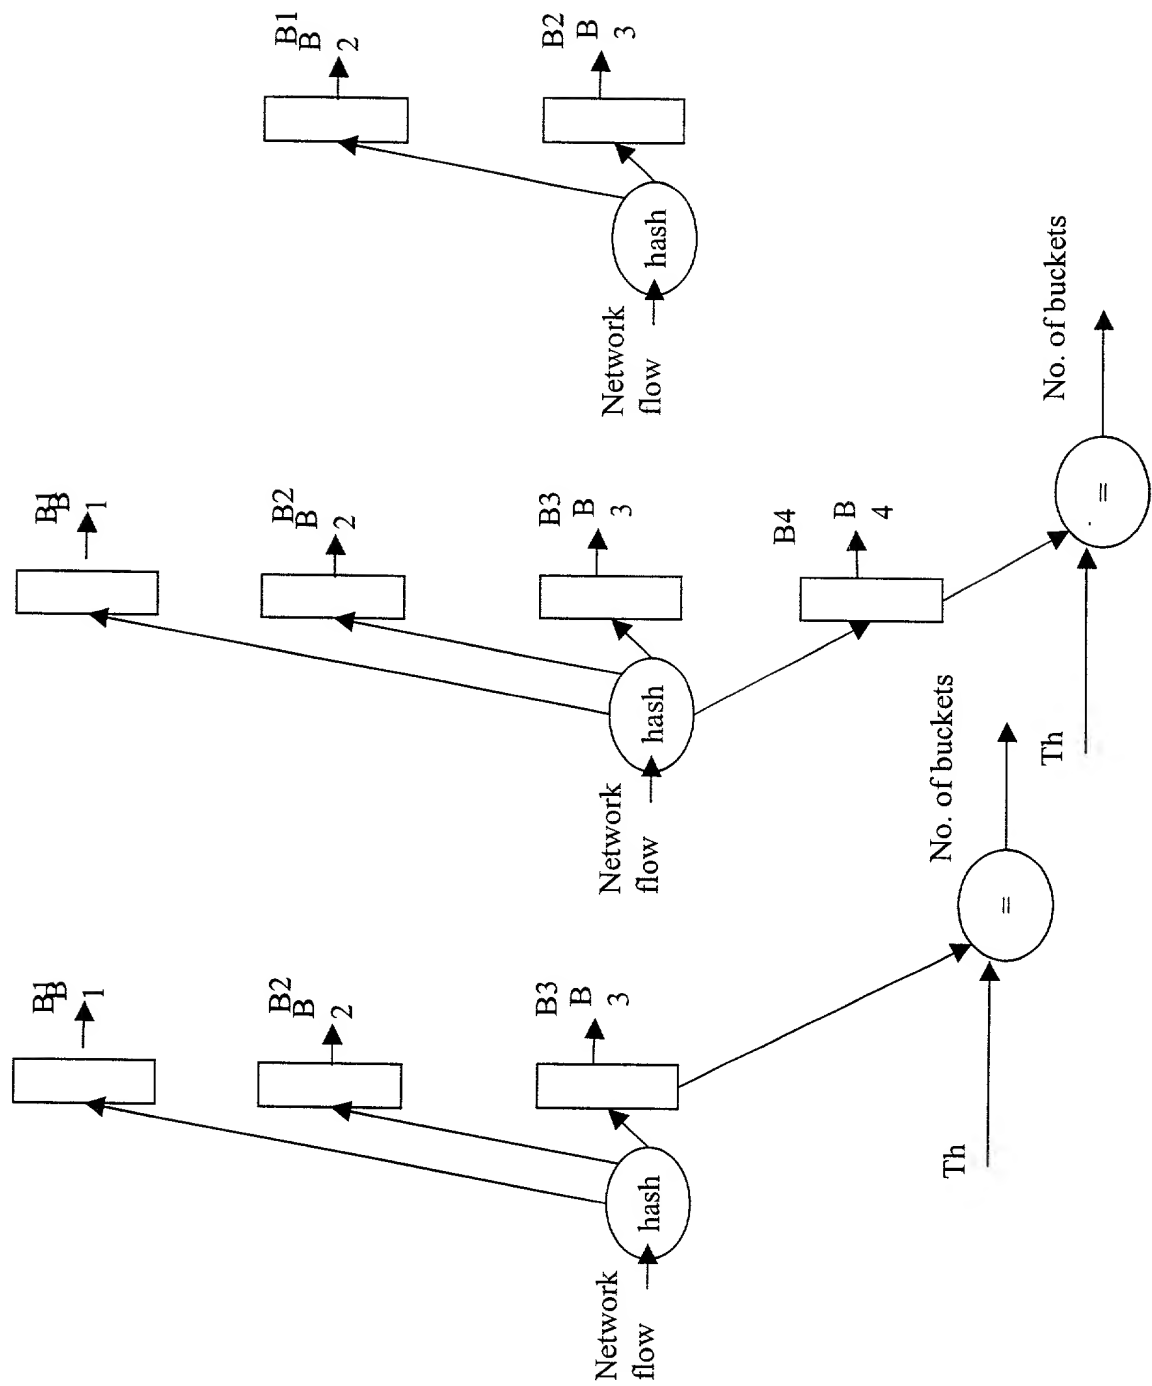 B1
B
1
B2
B
2
B3
B
3
hash
Network
flow
Th
=
No. of buckets
B1
B
1
B2
B
2
B3
B
3
B4
B
4
hash
Network
flow
Th
=
No. of buckets
B1
B
2
B2
B
3
hash
Network
flow